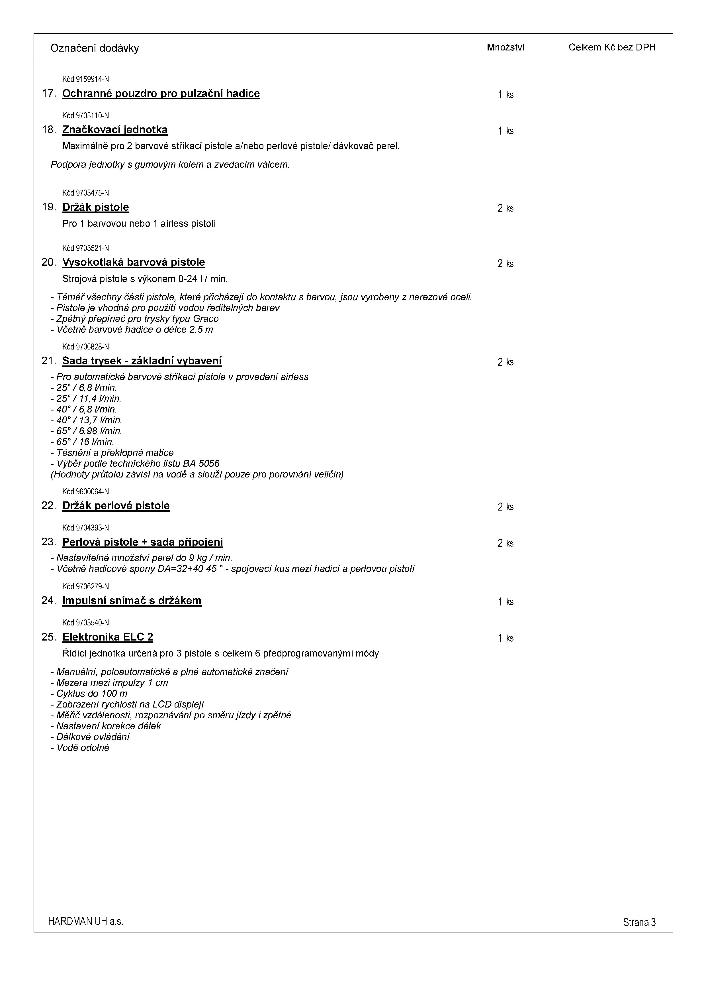 Označení dodávky Množství Celkem Kč bez DPH
Kód 9159914-N:
17. Ochranné pouzdro pro pulzační hadice 1 ks
Kód 9703110-N:
18. Značkovací jednotka 1 ks
Maximálně pro 2 barvové stříkací pistole a/nebo perlové pistole/ dávkovač perel.
Podpora jednotky s gumovým kolem a zvedacím válcem.
Kód 9703475-N:
19. Držák pistole 2 ks
Pro 1 barvovou nebo 1 airless pistoli
Kód 9703521-N:
20. Vysokotlaká barvová pistole 2 ks
Strojová pistole s výkonem 0-24 l / min.
- Téměř všechny části pistole, které přicházejí do kontaktu s barvou, jsou vyrobeny z nerezové oceli.
- Pistole je vhodná pro použití vodou ředitelných barev
- Zpětný přepínač pro trysky typu Graco
- Včetně barvové hadice o délce 2,5 m
Kód 9706828-N:
21. Sada trysek - základní vybavení 2 ks
- Pro automatické barvové stříkací pistole v provedení airless
- 25° / 6,8 l/min.
- 25° / 11,4 l/min.
- 40° / 6,8 l/min.
- 40° / 13,7 l/min.
- 65° / 6,98 l/min.
- 65° / 16 l/min.
- Těsnění a překlopná matice
- Výběr podle technického listu BA 5056
(Hodnoty průtoku závisí na vodě a slouží pouze pro porovnání veličin)
Kód 9600064-N:
22. Držák perlové pistole 2 ks
Kód 9704393-N:
23. Perlová pistole + sada připojení 2 ks
- Nastavitelné množství perel do 9 kg / min.
- Včetně hadicové spony DA=32+40 45 ° - spojovací kus mezi hadicí a perlovou pistolí
Kód 9706279-N:
24. Impulsní snímač s držákem 1 ks
Kód 9703540-N:
25. Elektronika ELC 2 1 ks
Řídící jednotka určená pro 3 pistole s celkem 6 předprogramovanými módy
- Manuální, poloautomatické a plně automatické značení
- Mezera mezi impulzy 1 cm
- Cyklus do 100 m
- Zobrazení rychlosti na LCD displeji
- Měřič vzdálenosti, rozpoznávání po směru jízdy i zpětné
- Nastavení korekce délek
- Dálkové ovládání
- Vodě odolné
HARDMAN UH a.s. Strana 3